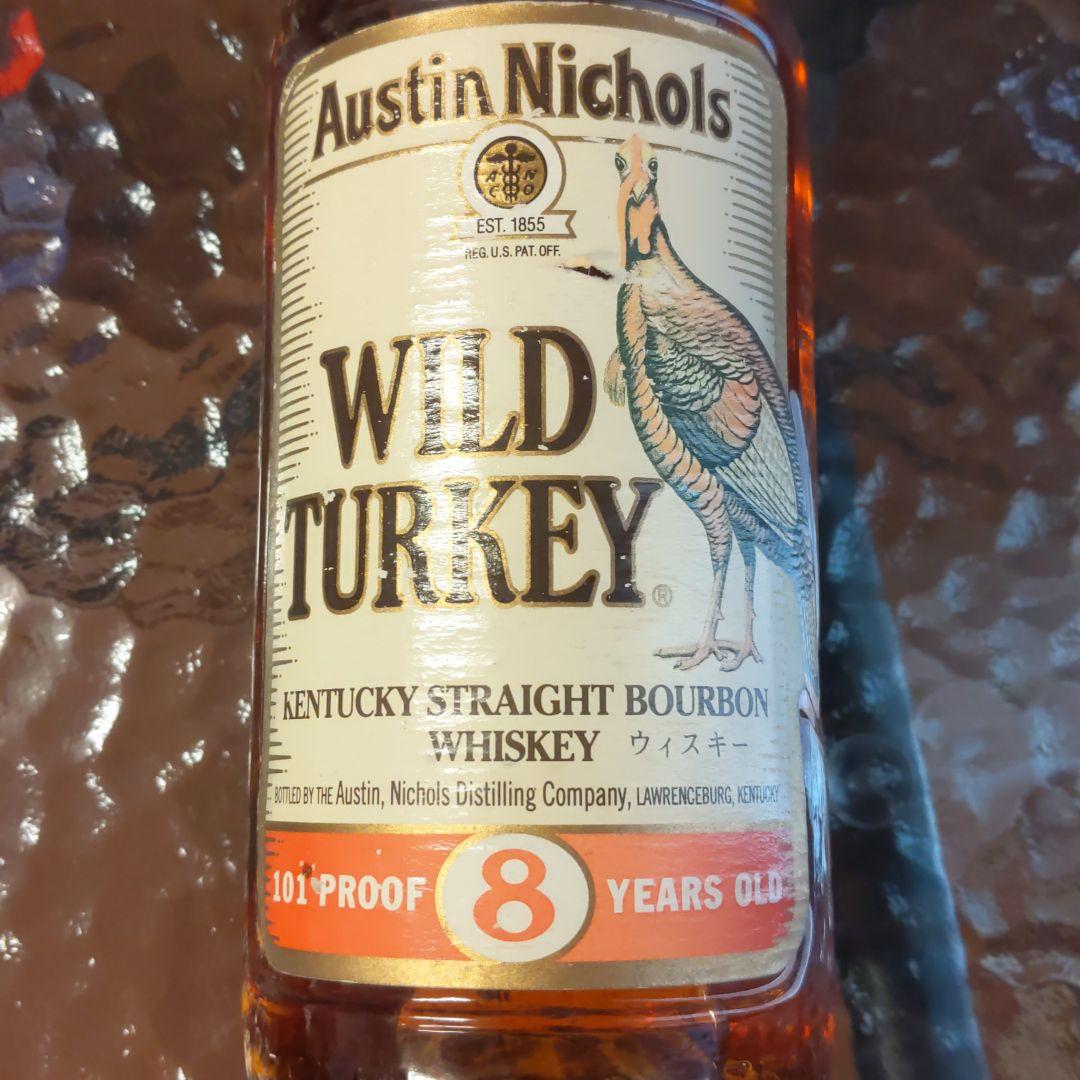 Austin Nichols
A N
C O
EST. 1855
REG. U.S. PAT. OFF.
WILD
TURKEY®
KENTUCKY STRAIGHT BOURBON
WHISKEY ウィスキー
BOTTLED BY THE Austin, Nichols Distilling Company, LAWRENCEBURG, KENTUCKY
101 PROOF 8 YEARS OLD